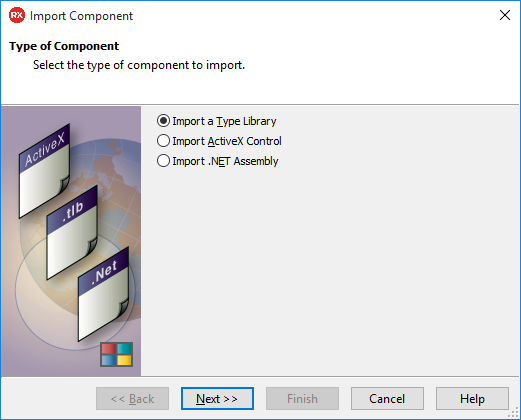 RX Import Component
Type of Component
Select the type of component to import.
Import a Type Library
Import ActiveX Control
Import .NET Assembly
ActiveX
.tlb
.Net
<< Back
Next >>
Finish
Cancel
Help